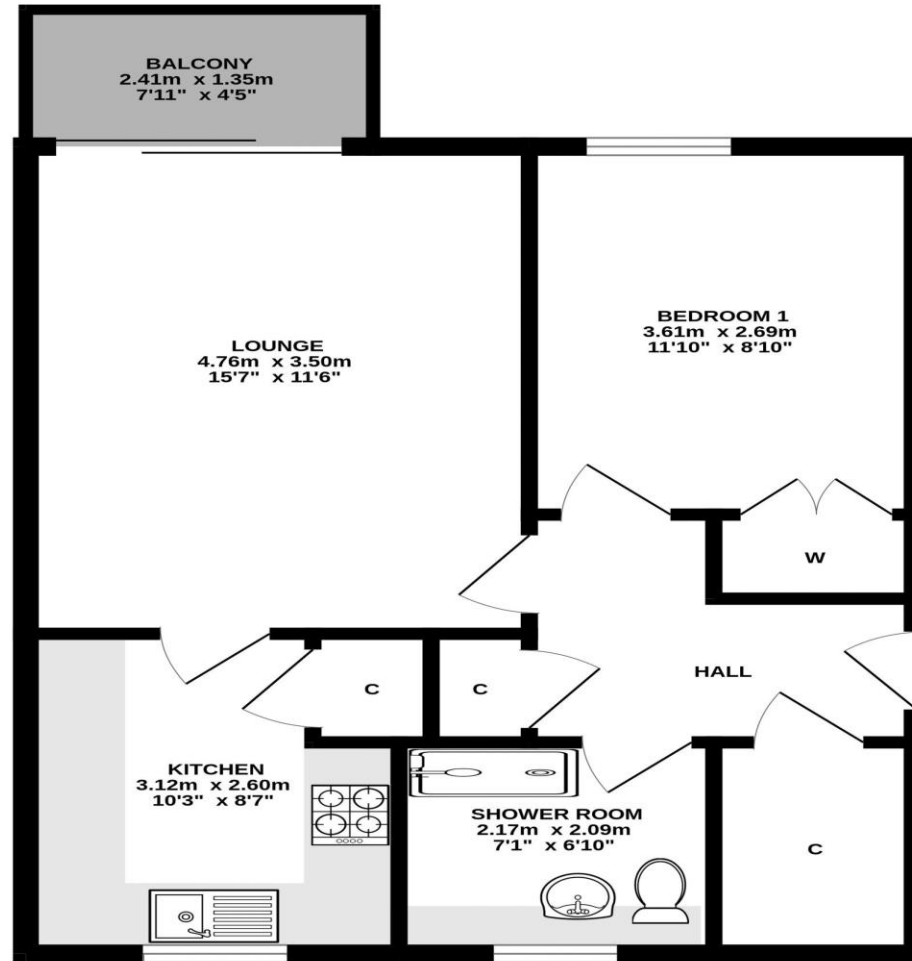 BALCONY
2.41m x 1.35m
7'11" x 4'5"
LOUNGE
4.76m x 3.50m
15'7" x 11'6"
BEDROOM 1
3.61m x 2.69m
11'10" x 8'10"
W
HALL
C
C
KITCHEN
3.12m x 2.60m
10'3" x 8'7"
SHOWER ROOM
2.17m x 2.09m
7'1" x 6'10"
C